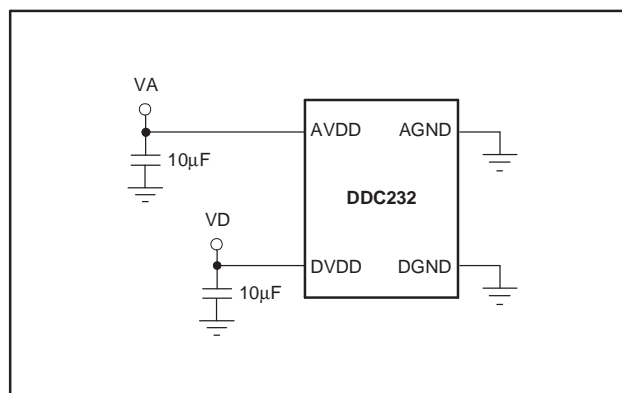 VA
AVDD AGND
10μF
DDC232
VD
DVDD DGND
10μF